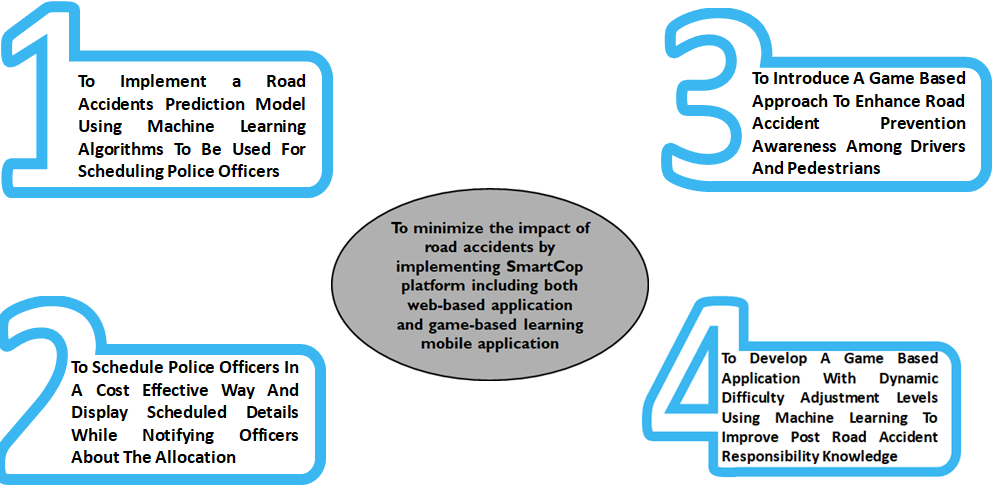 1
To Implement a Road
Accidents Prediction Model
Using Machine Learning
Algorithms To Be Used For
Scheduling Police Officers
3
To Introduce A Game Based
Approach To Enhance Road
Accident Prevention
Awareness Among Drivers
And Pedestrians
To minimize the impact of
road accidents by
implementing SmartCop
platform including both
web-based application
and game-based learning
mobile application
2
To Schedule Police Officers In
A Cost Effective Way And
Display Scheduled Details
While Notifying Officers
About The Allocation
4
To Develop A Game Based
Application With Dynamic
Difficulty Adjustment Levels
Using Machine Learning To
Improve Post Road Accident
Responsibility Knowledge